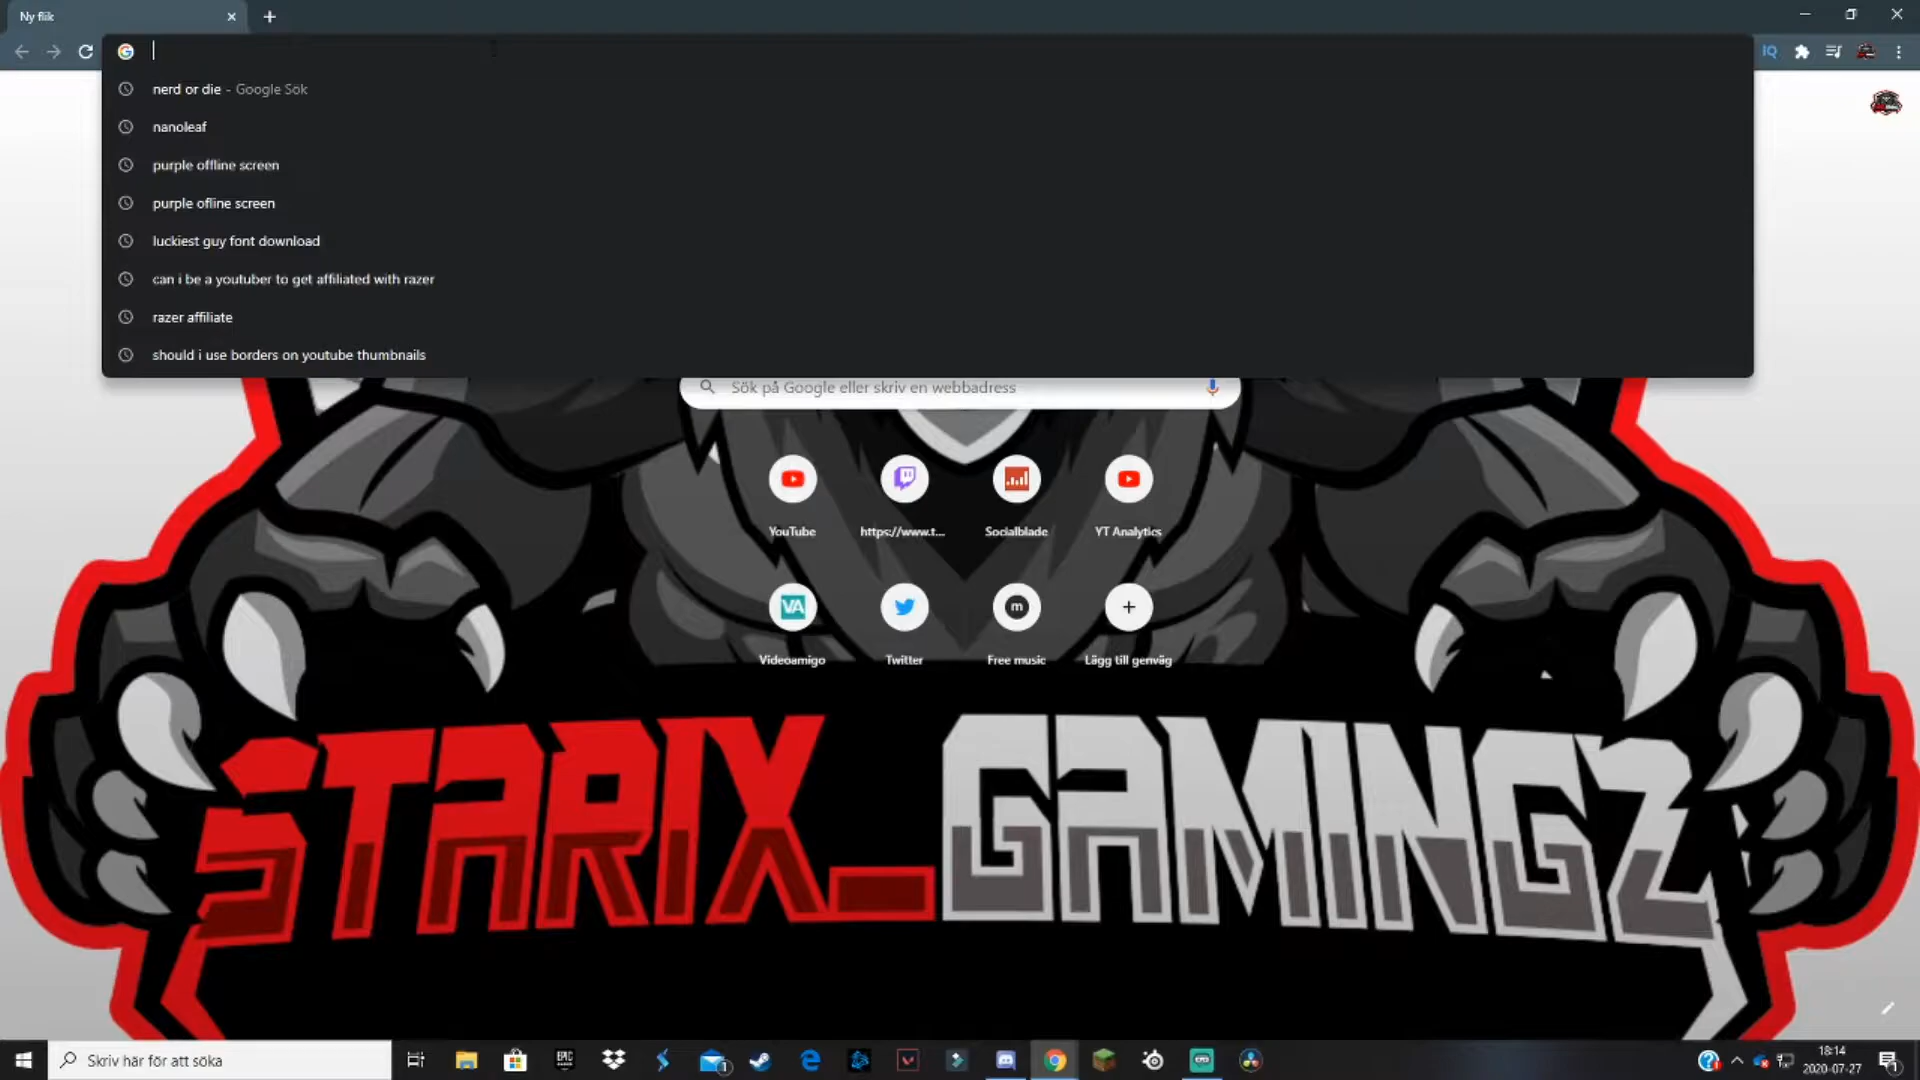 Ny flik
nerd or die - Google Sök
nanoleaf
purple offline screen
purple ofline screen
luckiest guy font download
can i be a youtuber to get affiliated with razer
razer affiliate
should i use borders on youtube thumbnails
Sök på Google eller skriv en webbadress
YouTube
https://www.t...
Socialblade
YT Analytics
VA
m
Videoamigo
Twitter
Free music
Lägg till genväg
STARIX_GAMINGZ
Skriv här för att söka
18:14
2020-07-27